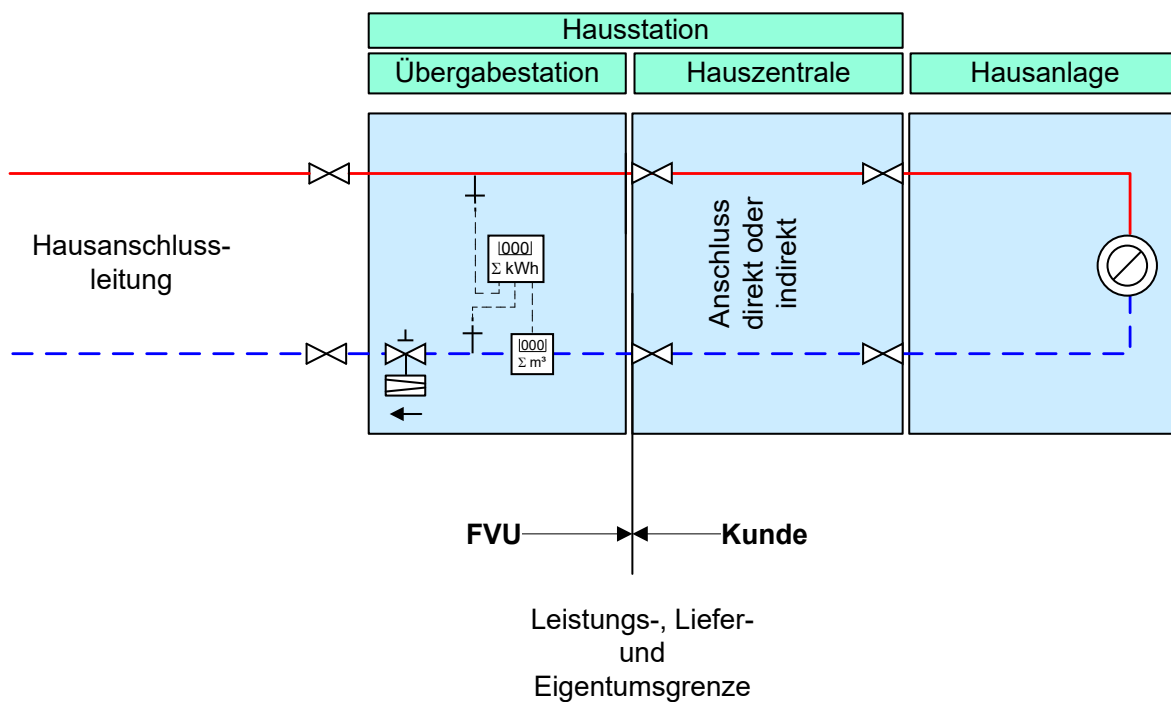 Hausstation
Übergabestation
Hauszentrale
Hausanlage
Hausanschluss-
leitung
000
Σ kWh
000
Σ m³
Anschluss
direkt oder
indirekt
FVU
Kunde
Leistungs-, Liefer-
und
Eigentumsgrenze